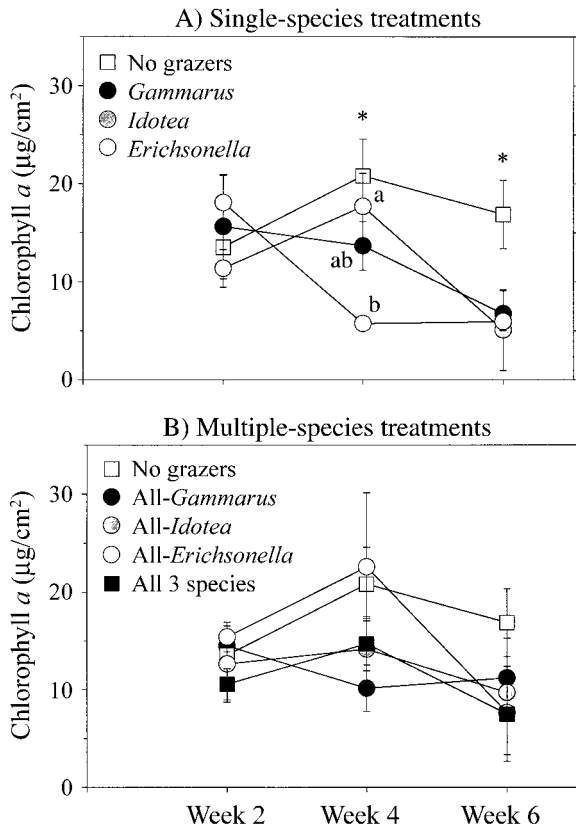 A) Single-species treatments
Chlorophyll a (μg/cm²)
30
20
10
0
No grazers
Gammarus
Idotea
Erichsonella
*
*
a
ab
b
B) Multiple-species treatments
Chlorophyll a (μg/cm²)
30
20
10
0
No grazers
All-Gammarus
All-Idotea
All-Erichsonella
All 3 species
Week 2 Week 4 Week 6